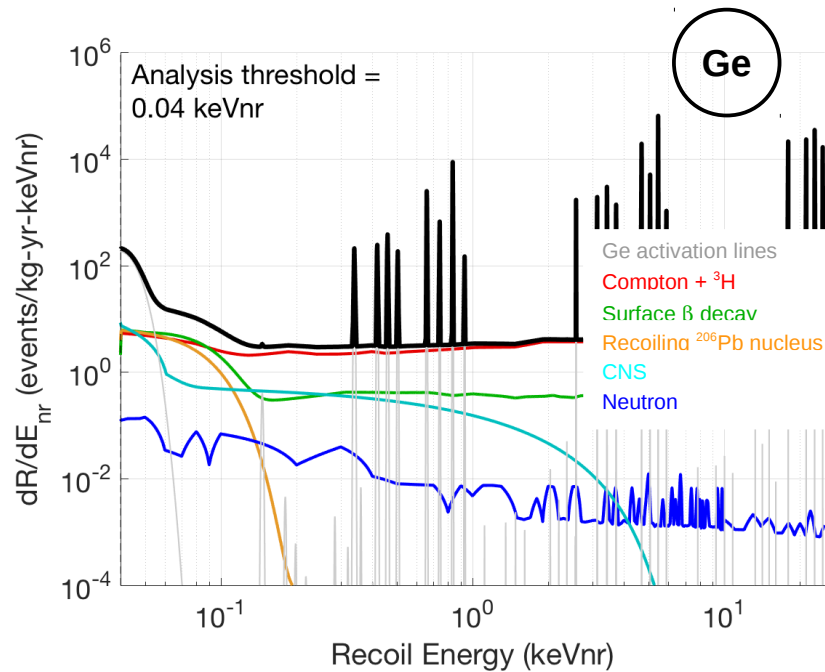 Ge
Analysis threshold =
0.04 keVnr
dR/dE_nr (events/kg-yr-keVnr)
10^6
10^4
10^2
10^0
10^-2
10^-4
Ge activation lines
Compton + ³H
Surface β decay
Recoiling ²⁰⁶Pb nucleus
CNS
Neutron
10^-1
10^0
10^1
Recoil Energy (keVnr)